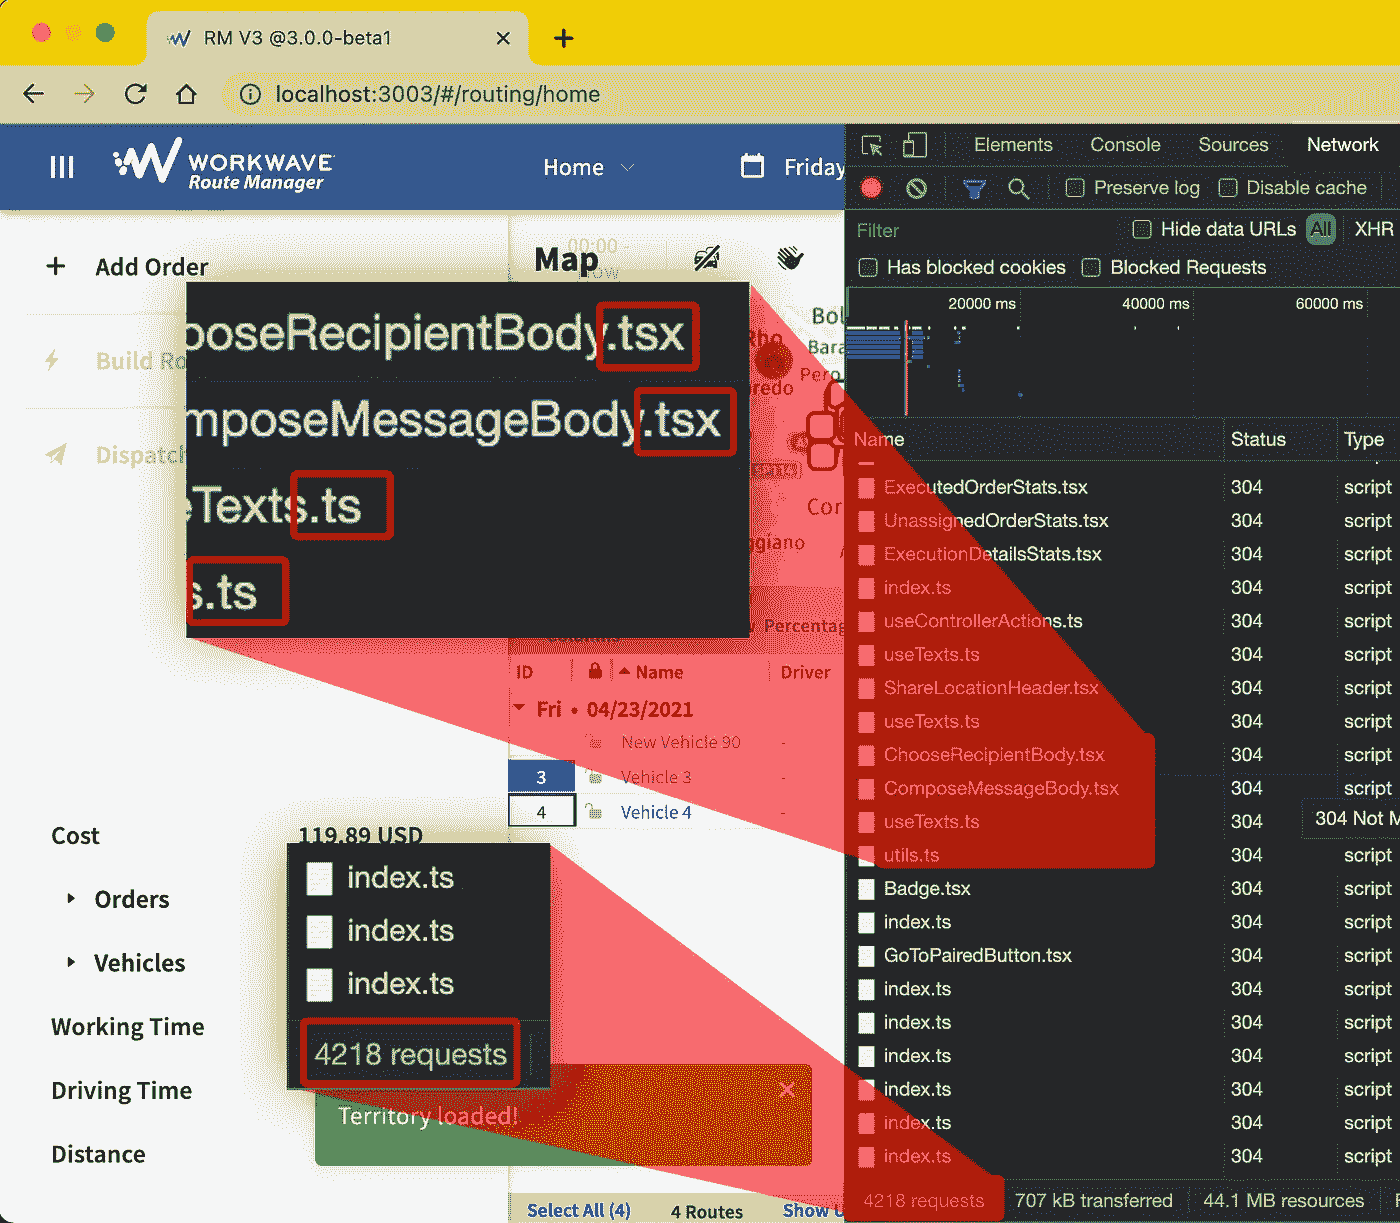 RM V3 @3.0.0-beta1
localhost:3003/#/routing/home
WORKWAVE
Route Manager
Home
Friday
Elements Console Sources Network
Preserve log Disable cache
Filter
Hide data URLs All XHR
Has blocked cookies Blocked Requests
20000 ms 40000 ms 60000 ms
Add Order
Map
00:00 -
Dispatch
Build
Name Status Type
ExecutedOrderStats.tsx 304 script
UnassignedOrderStats.tsx 304 script
ExecutionDetailsStats.tsx 304 script
index.ts 304 script
useControllerActions.ts 304 script
useTexts.ts 304 script
ShareLocationHeader.tsx 304 script
useTexts.ts 304 script
ChooseRecipientBody.tsx 304 script
ComposeMessageBody.tsx 304 script
useTexts.ts 304
304 Not M
utils.ts 304 script
Badge.tsx 304 script
index.ts 304 script
GoToPairedButton.tsx 304 script
index.ts 304 script
index.ts 304 script
index.ts 304 script
index.ts 304 script
index.ts 304 script
index.ts 304 script
4218 requests 707 kB transferred 44.1 MB resources
ooseRecipientBody.tsx
mposeMessageBody.tsx
eTexts.ts
s.ts
ID Name Driver
Fri • 04/23/2021
New Vehicle 90 -
3 Vehicle 3 -
4 Vehicle 4 -
Cost 119.89 USD
Orders
Vehicles
Working Time
Driving Time
Distance
index.ts
index.ts
index.ts
4218 requests
Territory loaded!
Select All (4) 4 Routes Show